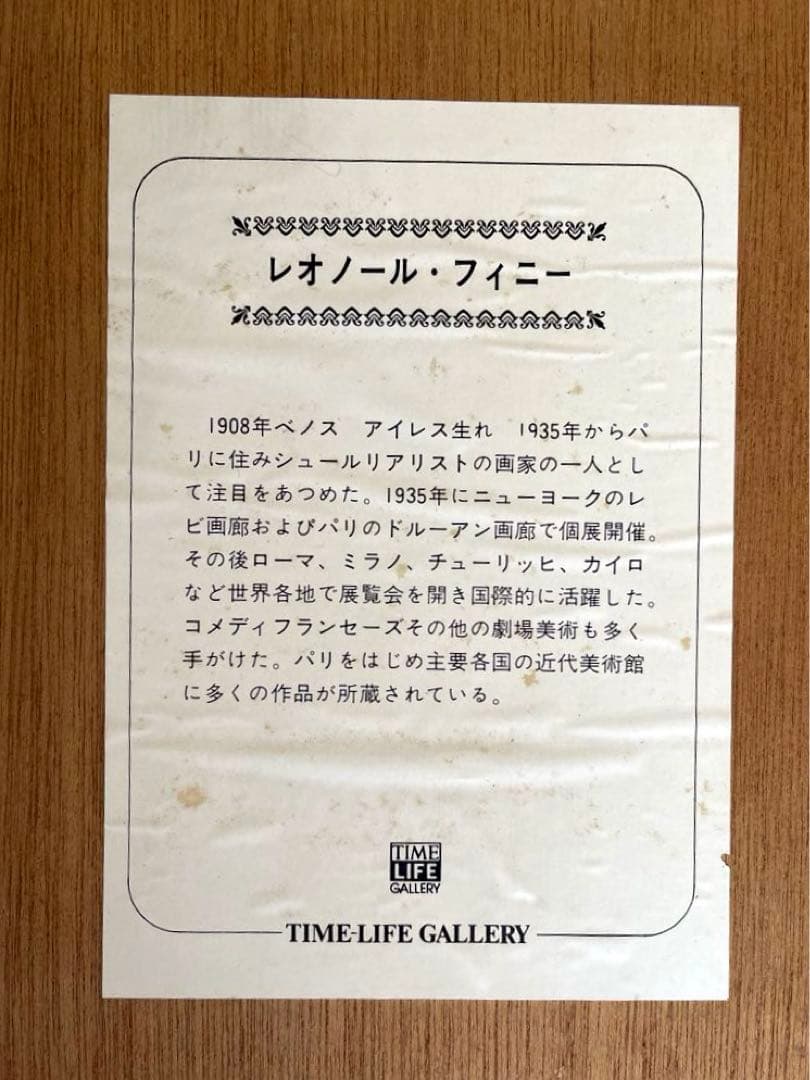 レオノール・フィニー
1908年ベノス　アイレス生れ　1935年からパ
リに住みシュールリアリストの画家の一人とし
て注目をあつめた。1935年にニューヨークのレ
ビ画廊およびパリのドルーアン画廊で個展開催。
その後ローマ、ミラノ、チューリッヒ、カイロ
など世界各地で展覧会を開き国際的に活躍した。
コメディフランセーズその他の劇場美術も多く
手がけた。パリをはじめ主要各国の近代美術館
に多くの作品が所蔵されている。
TIME
LIFE
GALLERY
TIME-LIFE GALLERY